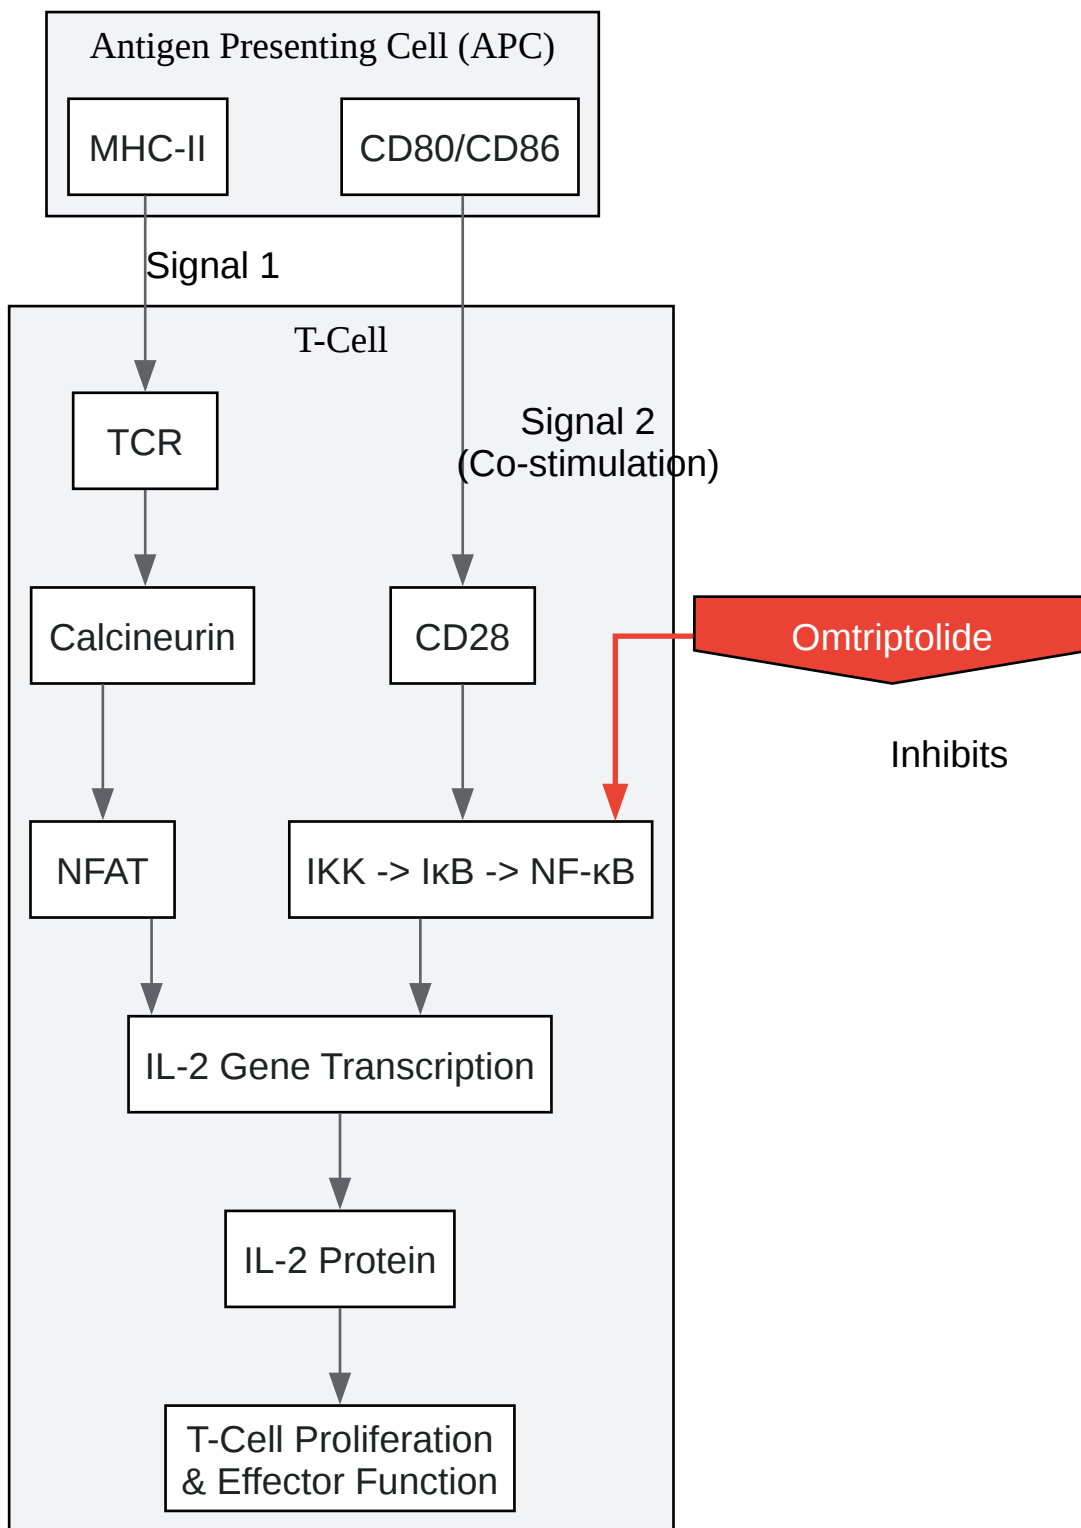 Antigen Presenting Cell (APC)
MHC-II
CD80/CD86
Signal 1
T-Cell
TCR
Signal 2
(Co-stimulation)
Calcineurin
CD28
Omtriptolide
Inhibits
NFAT
IKK -> IκB -> NF-κB
IL-2 Gene Transcription
IL-2 Protein
T-Cell Proliferation
& Effector Function